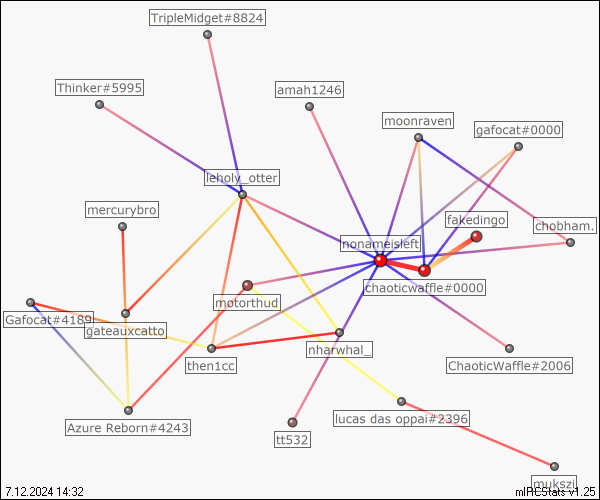 TripleMidget#8824
Thinker#5995
amah1246
moonraven
gafocat#0000
leholy_otter
mercurybro
fakedingo
chobham.
nonameisleft
chaoticwaffle#0000
motorthud
Gafocat#4189
gateauxcatto
nharwhal_
then1cc
ChaoticWaffle#2006
lucas das oppai#2396
Azure Reborn#4243
tt532
mukszi
7.12.2024 14:32
mIRCStats v1.25